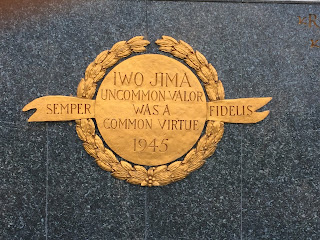 IWO JIMA
UNCOMMON VALOR
SEMPER WAS A FIDELIS
COMMON VIRTUE
1945